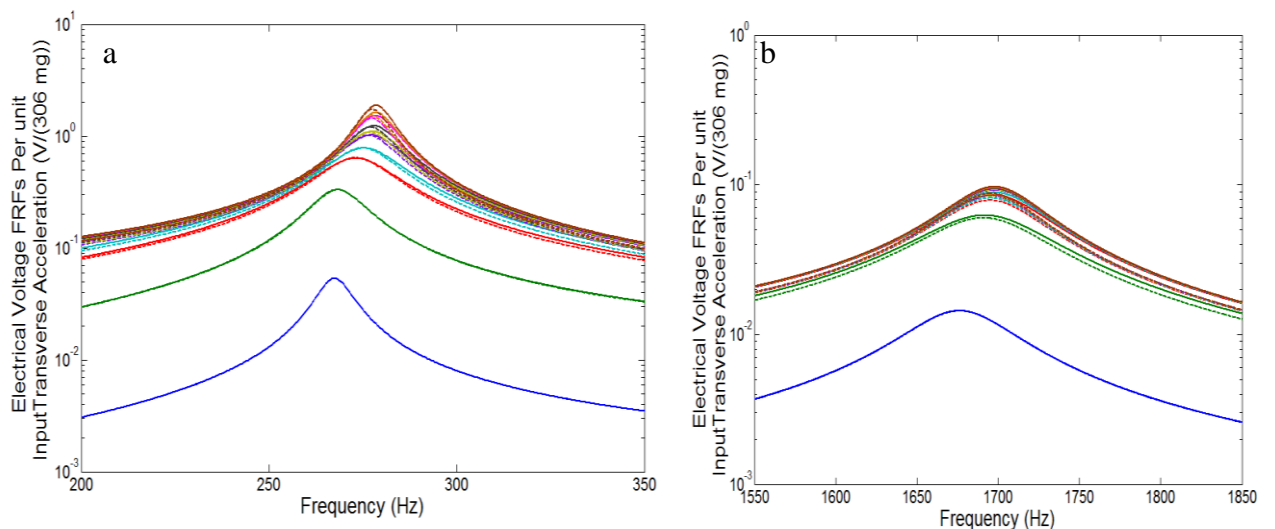 a
Electrical Voltage FRFs Per unit
InputTransverse Acceleration (V/(306 mg))
10^1
10^0
10^-1
10^-2
10^-3
200
250
300
350
Frequency (Hz)
b
Electrical Voltage FRFs Per unit
InputTransverse Acceleration (V/(306 mg))
10^0
10^-1
10^-2
10^-3
1550
1600
1650
1700
1750
1800
1850
Frequency (Hz)